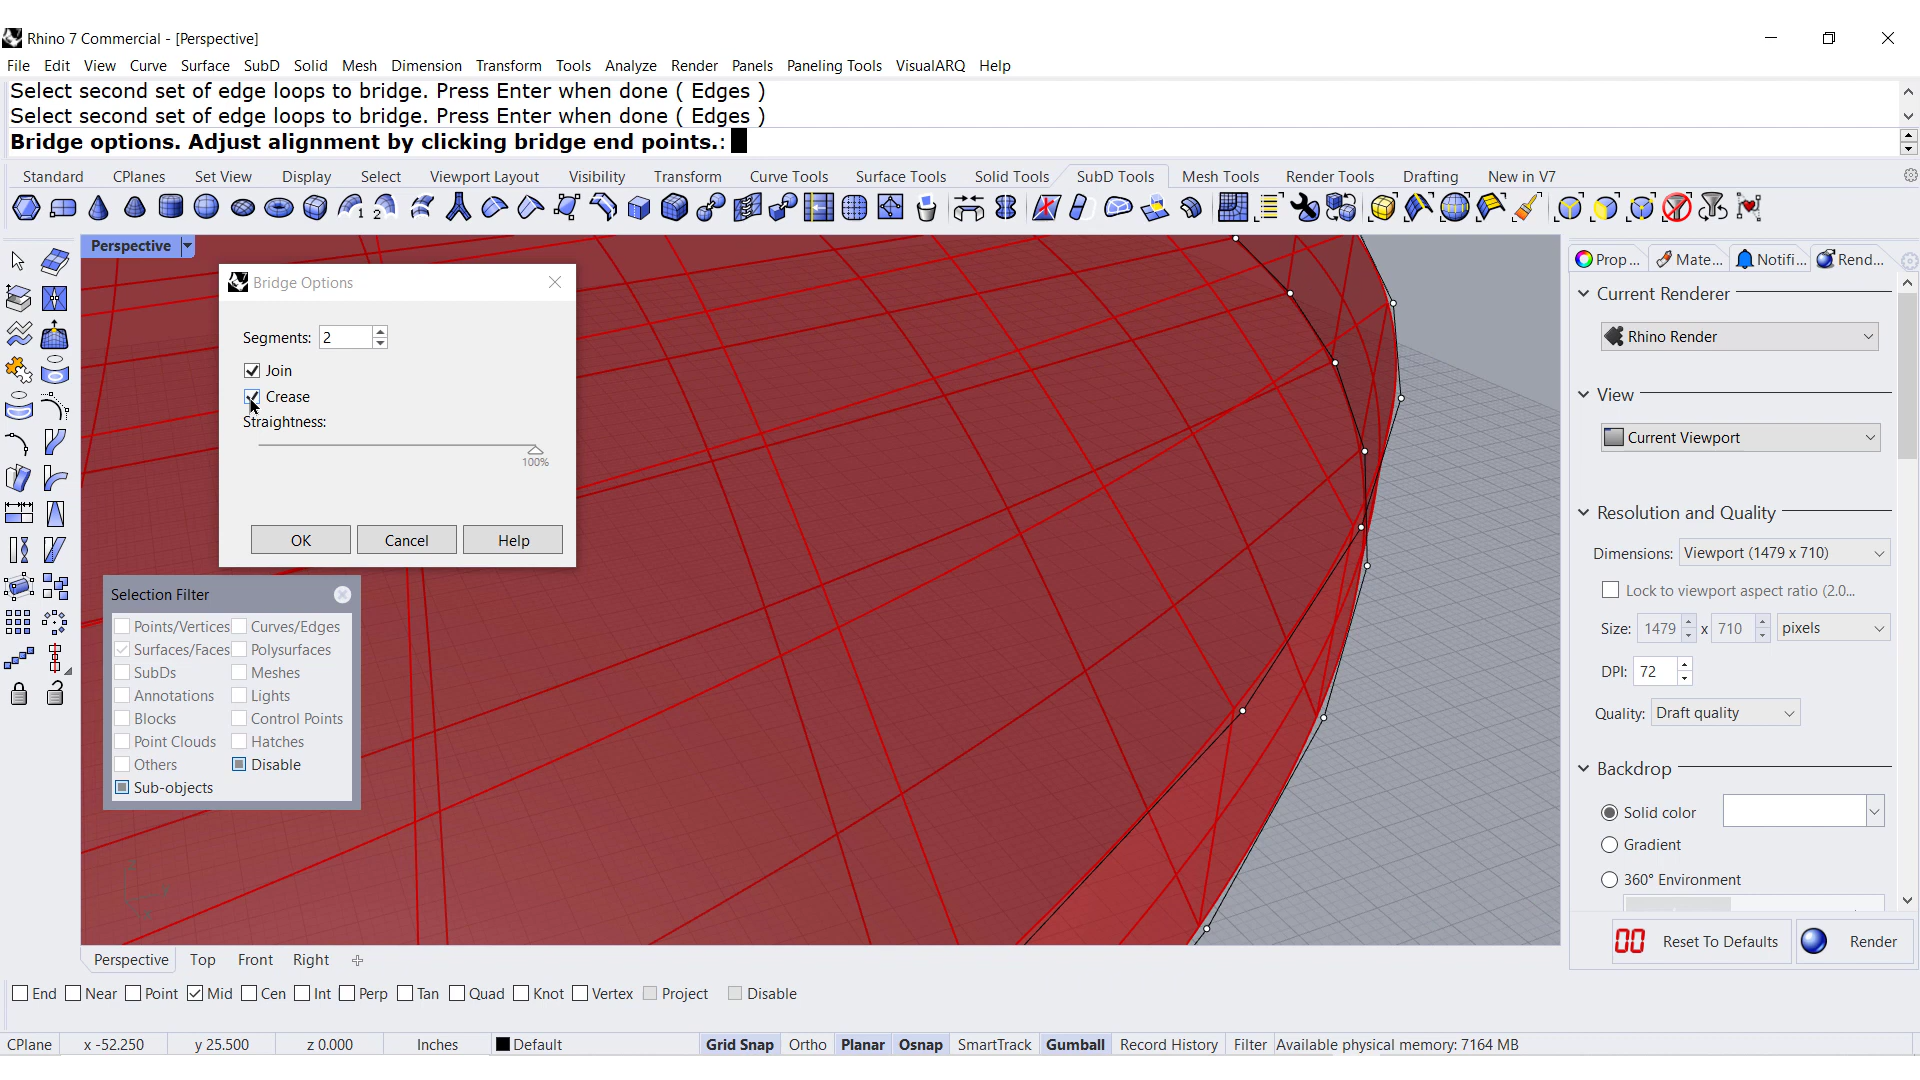 Rhino 7 Commercial - [Perspective]
File Edit View Curve Surface SubD Solid Mesh Dimension Transform Tools Analyze Render Panels Paneling Tools VisualARQ Help
Select second set of edge loops to bridge. Press Enter when done ( Edges )
Select second set of edge loops to bridge. Press Enter when done ( Edges )
Bridge options. Adjust alignment by clicking bridge end points.:
Standard CPlanes Set View Display Select Viewport Layout Visibility Transform Curve Tools Surface Tools Solid Tools SubD Tools Mesh Tools Render Tools Drafting New in V7
Perspective
Bridge Options
Segments: 2
Join
Crease
Straightness:
100%
OK Cancel Help
Selection Filter
Points/Vertices Curves/Edges
Surfaces/Faces Polysurfaces
SubDs Meshes
Annotations Lights
Blocks Control Points
Point Clouds Hatches
Others Disable
Sub-objects
Prop... Mate... Notifi... Rend...
Current Renderer
Rhino Render
View
Current Viewport
Resolution and Quality
Dimensions: Viewport (1479 x 710)
Lock to viewport aspect ratio (2.0...
Size: 1479 x 710 pixels
DPI: 72
Quality: Draft quality
Backdrop
Solid color
Gradient
360° Environment
Reset To Defaults Render
Perspective Top Front Right
End Near Point Mid Cen Int Perp Tan Quad Knot Vertex Project Disable
CPlane x -52.250 y 25.500 z 0.000 Inches Default Grid Snap Ortho Planar Osnap SmartTrack Gumball Record History Filter Available physical memory: 7164 MB